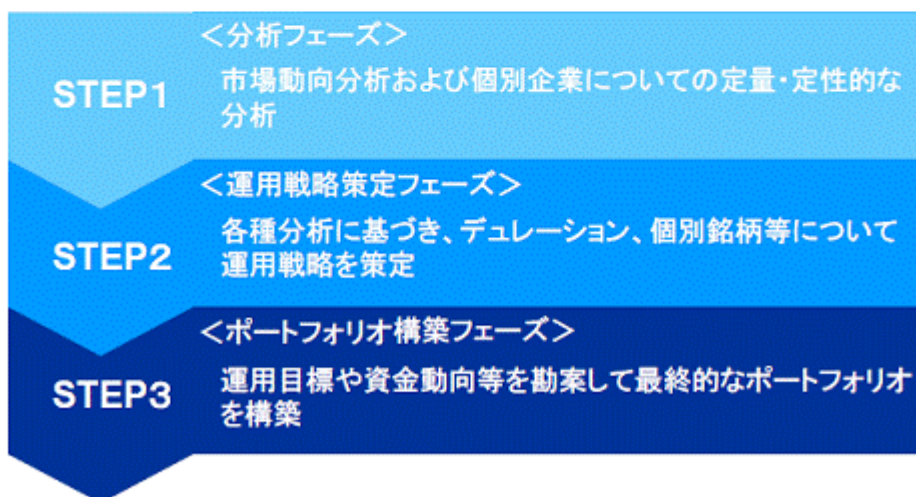 <分析フェーズ>
STEP1
市場動向分析および個別企業についての定量・定性的な
分析
<運用戦略策定フェーズ>
STEP2
各種分析に基づき、デュレーション、個別銘柄等について
運用戦略を策定
<ポートフォリオ構築フェーズ>
STEP3
運用目標や資金動向等を勘案して最終的なポートフォリオ
を構築